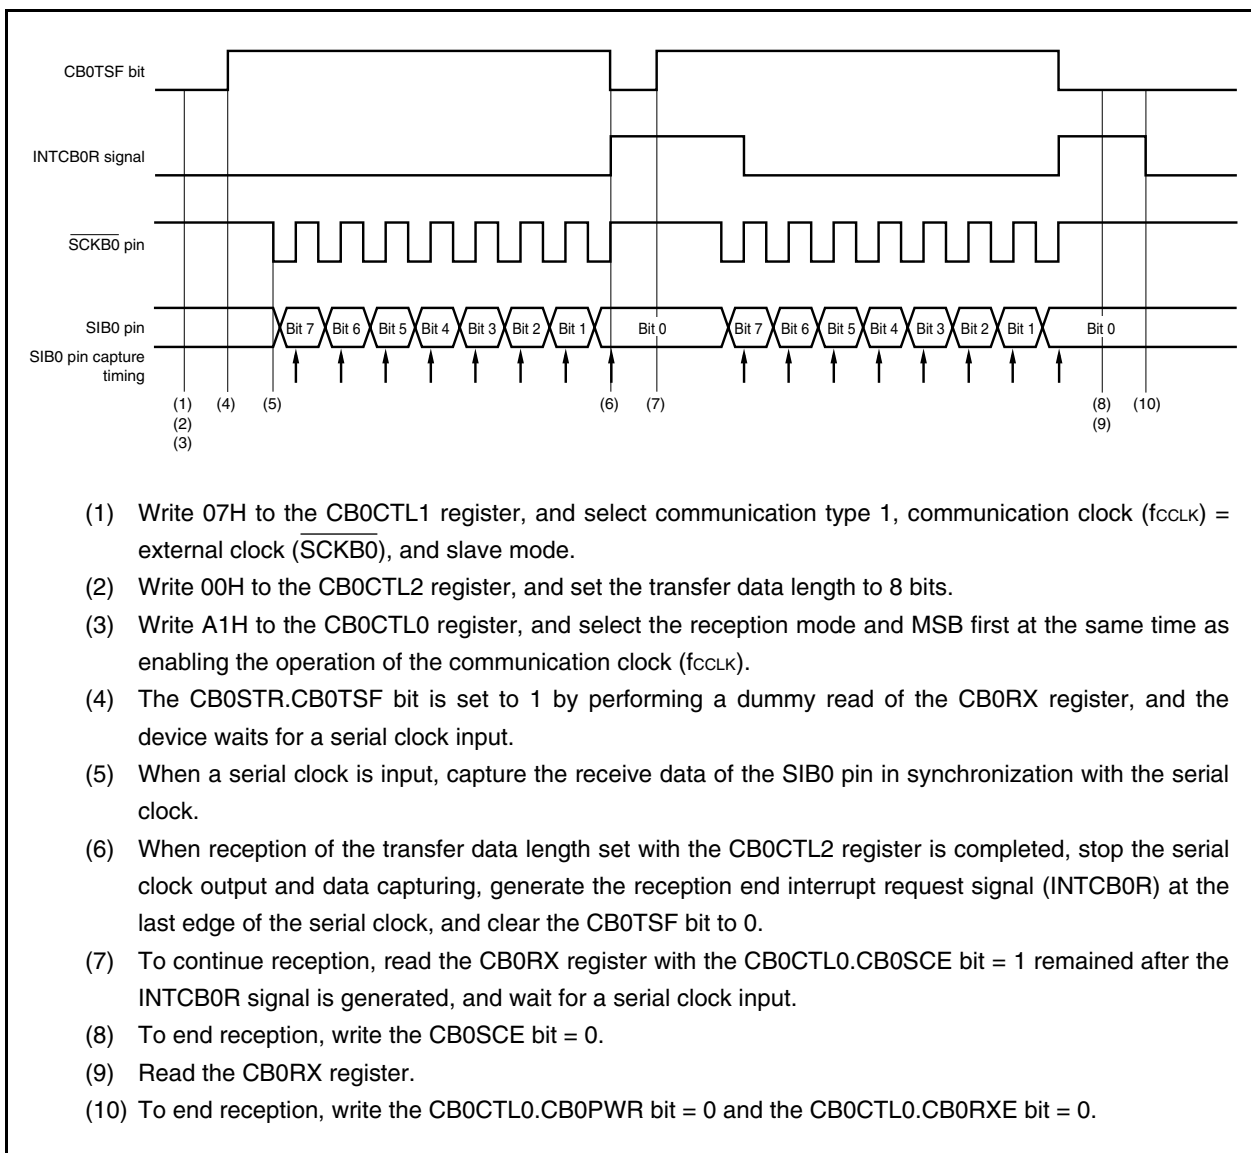 CB0TSF bit
INTCB0R signal
SCKB0 pin
SIB0 pin
Bit 7 Bit 6 Bit 5 Bit 4 Bit 3 Bit 2 Bit 1 Bit 0 Bit 7 Bit 6 Bit 5 Bit 4 Bit 3 Bit 2 Bit 1 Bit 0
SIB0 pin capture
timing
(1) (4) (5) (6) (7) (8) (10)
(2) (9)
(3)
(1) Write 07H to the CB0CTL1 register, and select communication type 1, communication clock (fCCLK) =
external clock (SCKB0), and slave mode.
(2) Write 00H to the CB0CTL2 register, and set the transfer data length to 8 bits.
(3) Write A1H to the CB0CTL0 register, and select the reception mode and MSB first at the same time as
enabling the operation of the communication clock (fCCLK).
(4) The CB0STR.CB0TSF bit is set to 1 by performing a dummy read of the CB0RX register, and the
device waits for a serial clock input.
(5) When a serial clock is input, capture the receive data of the SIB0 pin in synchronization with the serial
clock.
(6) When reception of the transfer data length set with the CB0CTL2 register is completed, stop the serial
clock output and data capturing, generate the reception end interrupt request signal (INTCB0R) at the
last edge of the serial clock, and clear the CB0TSF bit to 0.
(7) To continue reception, read the CB0RX register with the CB0CTL0.CB0SCE bit = 1 remained after the
INTCB0R signal is generated, and wait for a serial clock input.
(8) To end reception, write the CB0SCE bit = 0.
(9) Read the CB0RX register.
(10) To end reception, write the CB0CTL0.CB0PWR bit = 0 and the CB0CTL0.CB0RXE bit = 0.